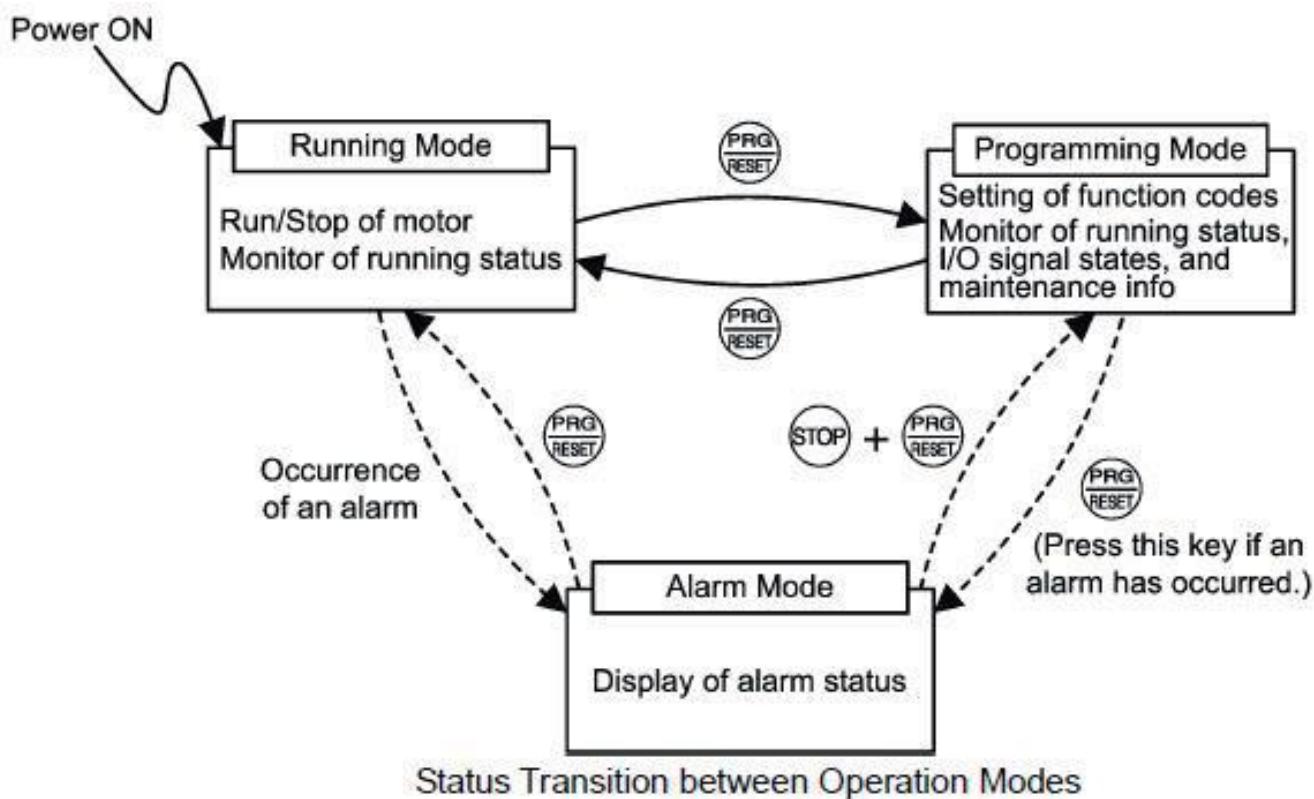 Power ON
Running Mode
Run/Stop of motor
Monitor of running status
PRG
RESET
Programming Mode
Setting of function codes
Monitor of running status,
I/O signal states, and
maintenance info
PRG
RESET
Occurrence
of an alarm
PRG
RESET
STOP + PRG
RESET
PRG
RESET
(Press this key if an
alarm has occurred.)
Alarm Mode
Display of alarm status
Status Transition between Operation Modes